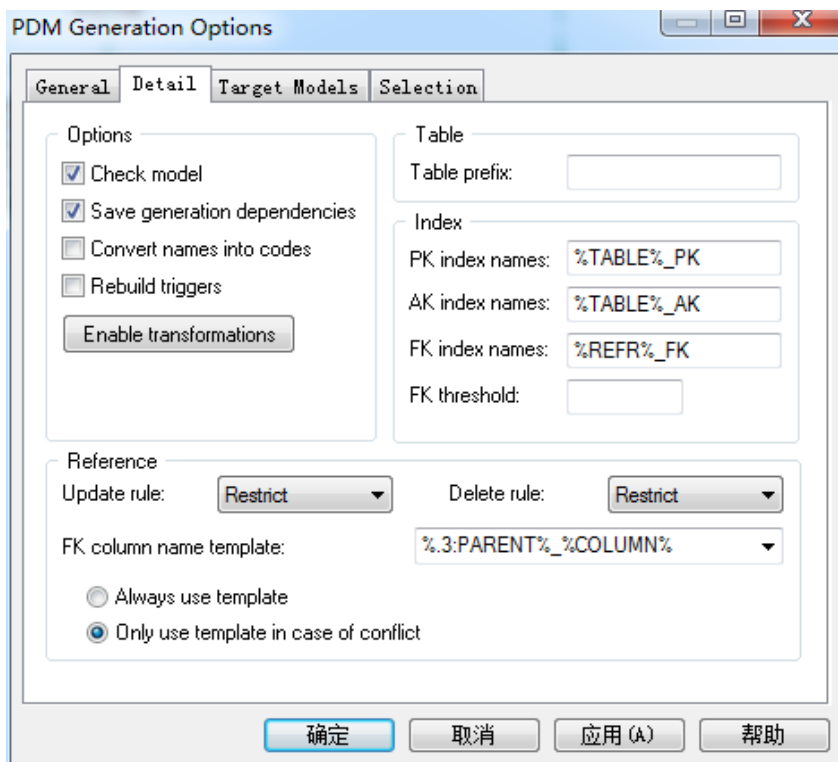 PDM Generation Options
General Detail Target Models Selection
Options
Check model
Save generation dependencies
Convert names into codes
Rebuild triggers
Enable transformations
Table
Table prefix:
Index
PK index names: %TABLE%_PK
AK index names: %TABLE%_AK
FK index names: %REFR%_FK
FK threshold:
Reference
Update rule: Restrict Delete rule: Restrict
FK column name template: %.3:PARENT%_%COLUMN%
Always use template
Only use template in case of conflict
确定 取消 应用(A) 帮助